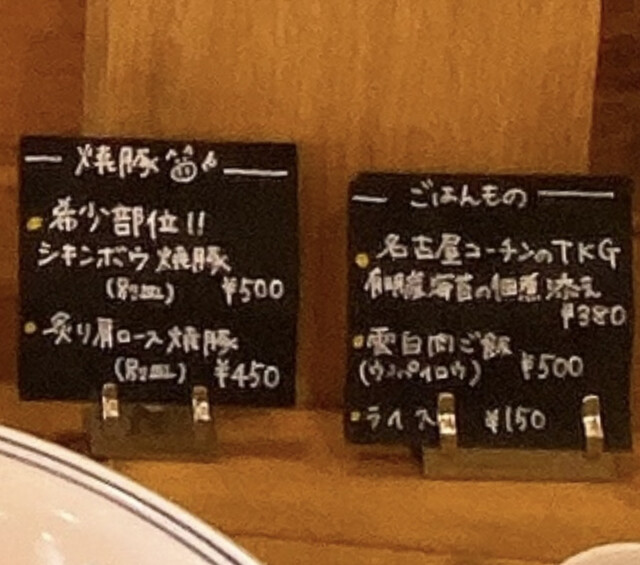 焼豚
希少部位!!
シキンボウ焼豚
(別皿) ¥500
炙り肩ロース焼豚
(別皿) ¥450
ごはんもの
名古屋コーチンのTKG
有明産海苔の佃煮添え
¥380
雲白肉ご飯
(ウンパイロウ) ¥500
ライス ¥150